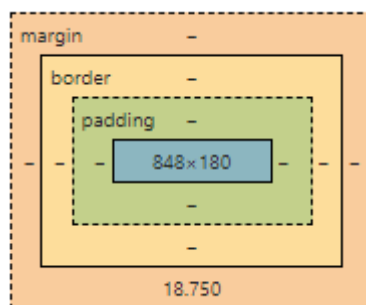 margin –
border –
padding –
– – – 848×180 – – –
–
–
18.750